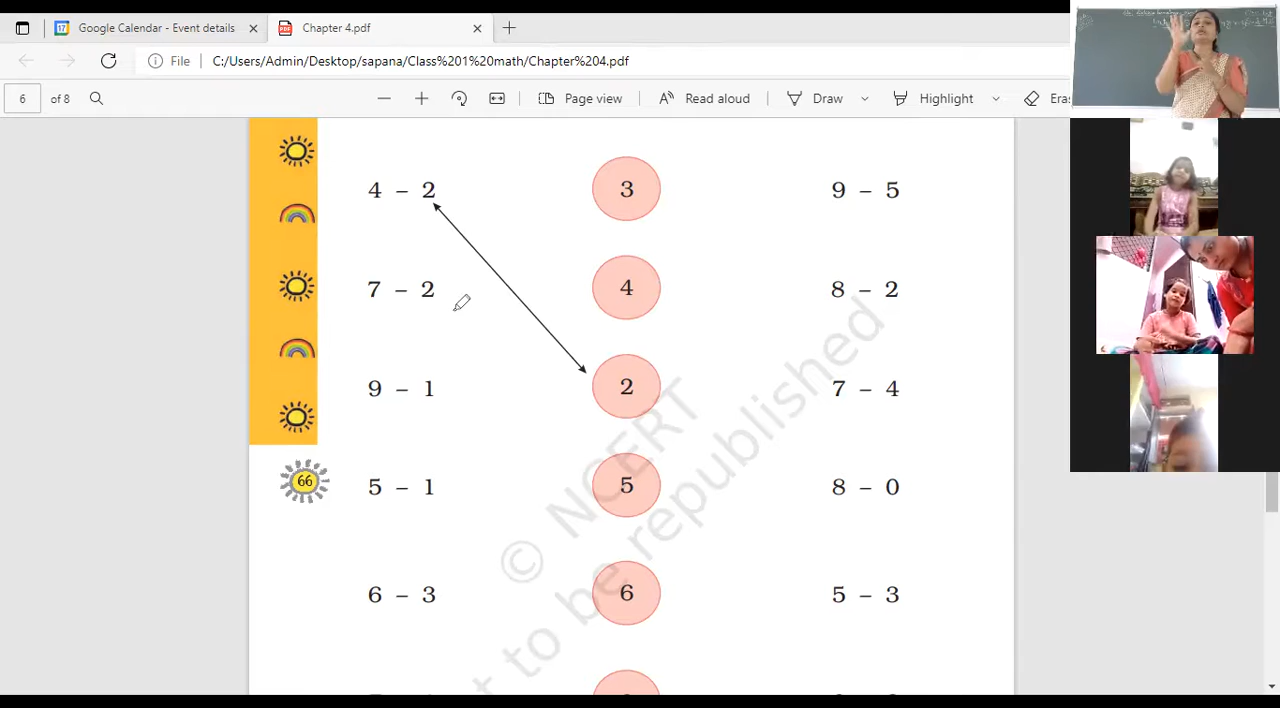 17 Google Calendar - Event details
PDF Chapter 4.pdf
File C:/Users/Admin/Desktop/sapana/Class%201%20math/Chapter%204.pdf
6 of 8
Page view
Read aloud
Draw
Highlight
Eras
4 – 2 3 9 – 5
7 – 2 4 8 – 2
9 – 1 2 7 – 4
66 5 – 1 5 8 – 0
6 – 3 6 5 – 3
© NCERT
t to be republished